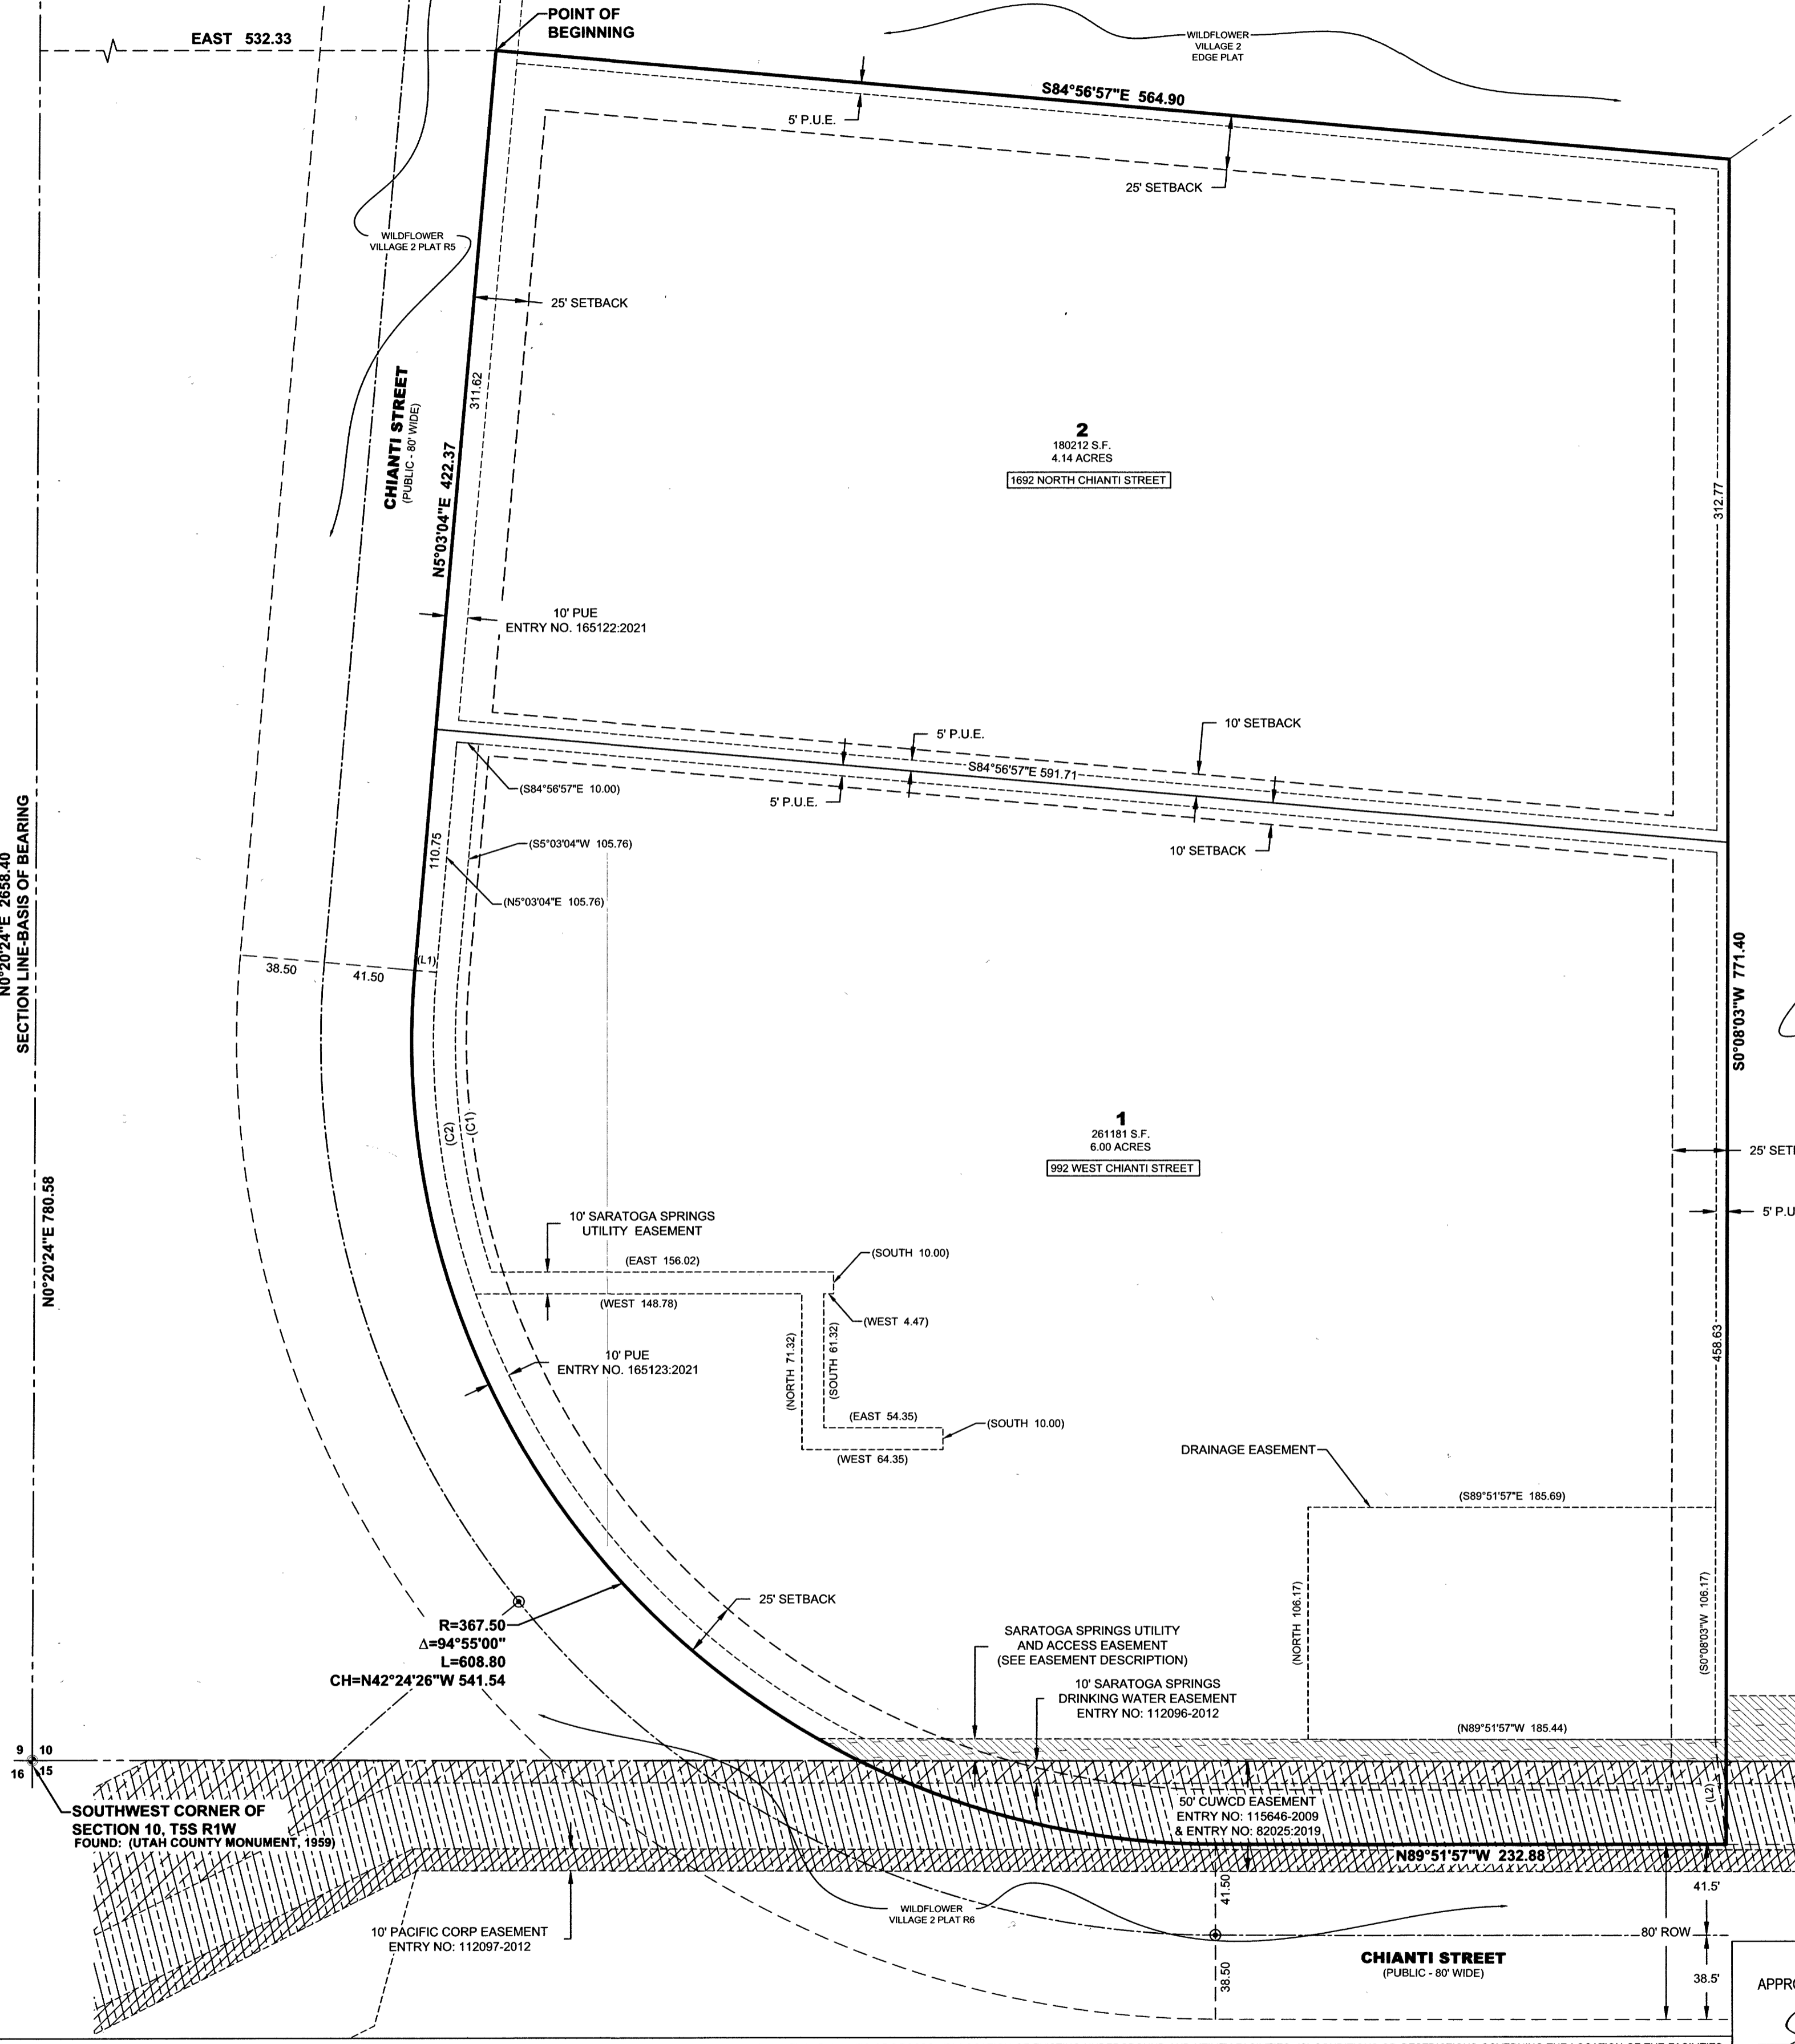 EAST 532.33
POINT OF
BEGINNING
WILDFLOWER
VILLAGE 2
EDGE PLAT
S84°56'57"E 564.90
5' P.U.E.
25' SETBACK
WILDFLOWER
VILLAGE 2 PLAT R5
25' SETBACK
311.62
CHIANTI STREET
(PUBLIC - 80' WIDE)
N5°03'04"E 422.37
2
180212 S.F.
4.14 ACRES
1692 NORTH CHIANTI STREET
312.77
10' PUE
ENTRY NO. 165122:2021
10' SETBACK
5' P.U.E.
S84°56'57"E 591.71
(S84°56'57"E 10.00)
5' P.U.E.
10' SETBACK
110.75
(S5°03'04"W 105.76)
(N5°03'04"E 105.76)
N0°20'24"E 2658.40
SECTION LINE-BASIS OF BEARING
38.50
41.50
(L1)
S0°08'03"W 771.40
(C2)
(C1)
1
261181 S.F.
6.00 ACRES
992 WEST CHIANTI STREET
25' SET
5' P.U
N0°20'24"E 780.58
10' SARATOGA SPRINGS
UTILITY EASEMENT
(EAST 156.02)
(SOUTH 10.00)
(WEST 148.78)
(WEST 4.47)
(NORTH 71.32)
(SOUTH 61.32)
458.63
10' PUE
ENTRY NO. 165123:2021
(EAST 54.35)
(SOUTH 10.00)
(WEST 64.35)
DRAINAGE EASEMENT
(S89°51'57"E 185.69)
(NORTH 106.17)
(S0°08'03"W 106.17)
25' SETBACK
R=367.50
Δ=94°55'00"
L=608.80
CH=N42°24'26"W 541.54
SARATOGA SPRINGS UTILITY
AND ACCESS EASEMENT
(SEE EASEMENT DESCRIPTION)
10' SARATOGA SPRINGS
DRINKING WATER EASEMENT
ENTRY NO: 112096-2012
(N89°51'57"W 185.44)
9 10
16 15
SOUTHWEST CORNER OF
SECTION 10, T5S R1W
FOUND: (UTAH COUNTY MONUMENT, 1959)
50' CUWCD EASEMENT
ENTRY NO: 115646-2009
& ENTRY NO: 82025:2019
(L2)
N89°51'57"W 232.88
41.50
41.5'
WILDFLOWER
VILLAGE 2 PLAT R6
10' PACIFIC CORP EASEMENT
ENTRY NO: 112097-2012
80' ROW
CHIANTI STREET
(PUBLIC - 80' WIDE)
38.50
38.5'
APPR